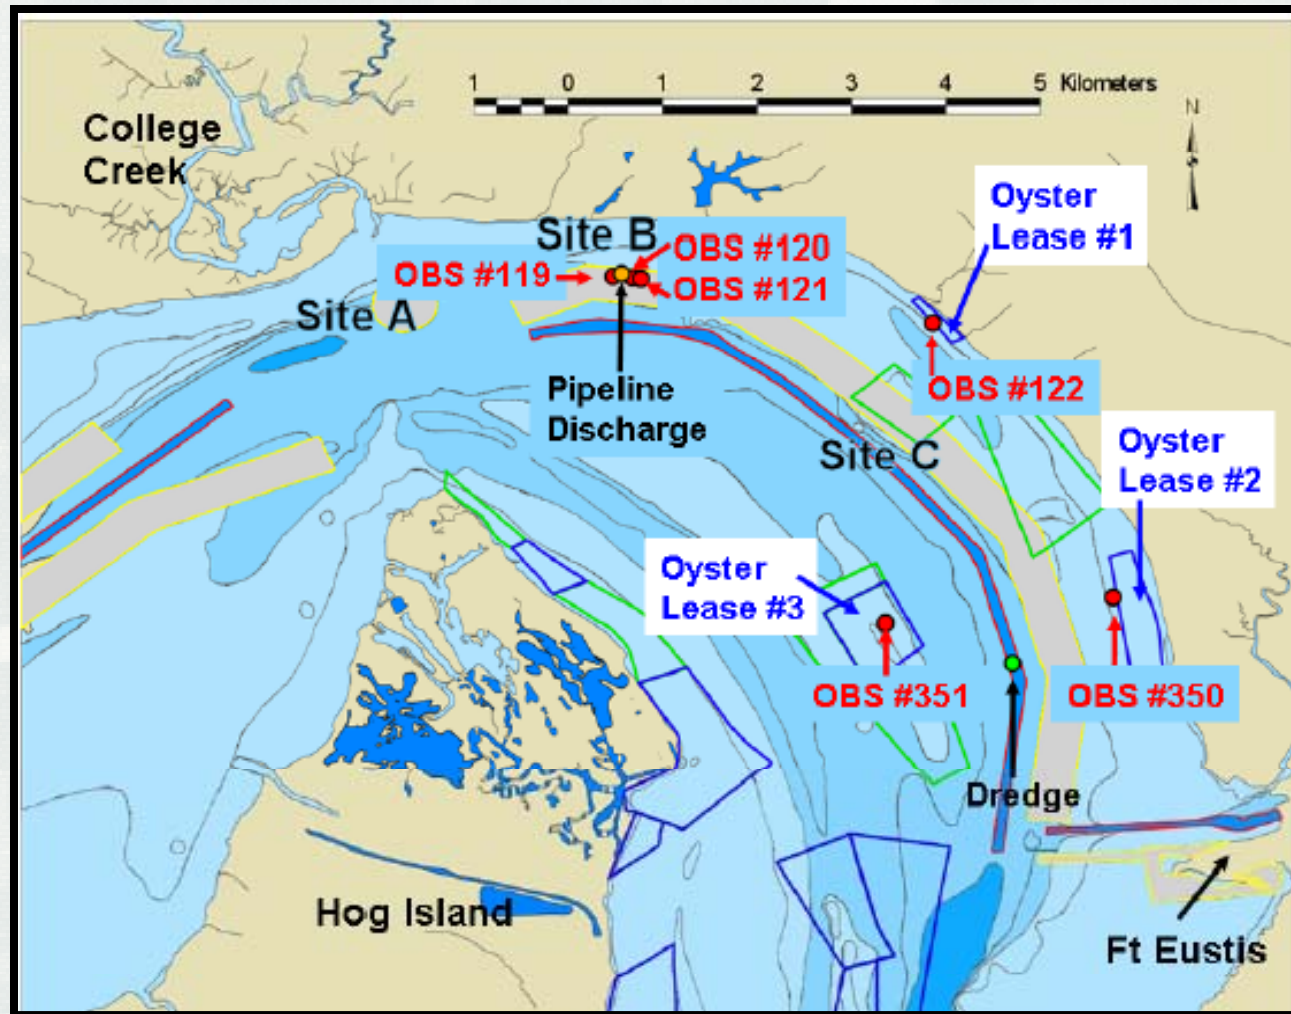 1 0 1 2 3 4 5 Kilometers
N
College
Creek
Oyster
Lease #1
Site B
OBS #120
OBS #119
OBS #121
Site A
Pipeline
Discharge
OBS #122
Site C
Oyster
Lease #2
Oyster
Lease #3
OBS #351
OBS #350
Dredge
Hog Island
Ft Eustis